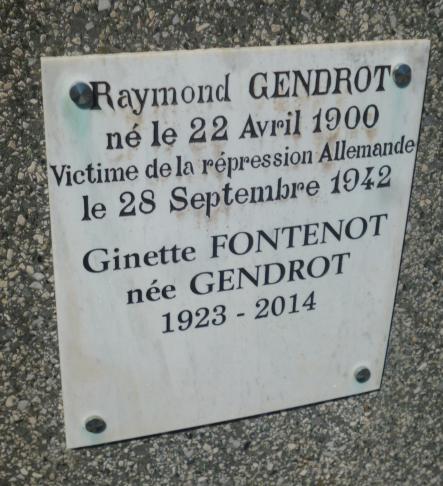 Raymond GENDROT
né le 22 Avril 1900
Victime de la répression Allemande
le 28 Septembre 1942
Ginette FONTENOT
née GENDROT
1923 - 2014